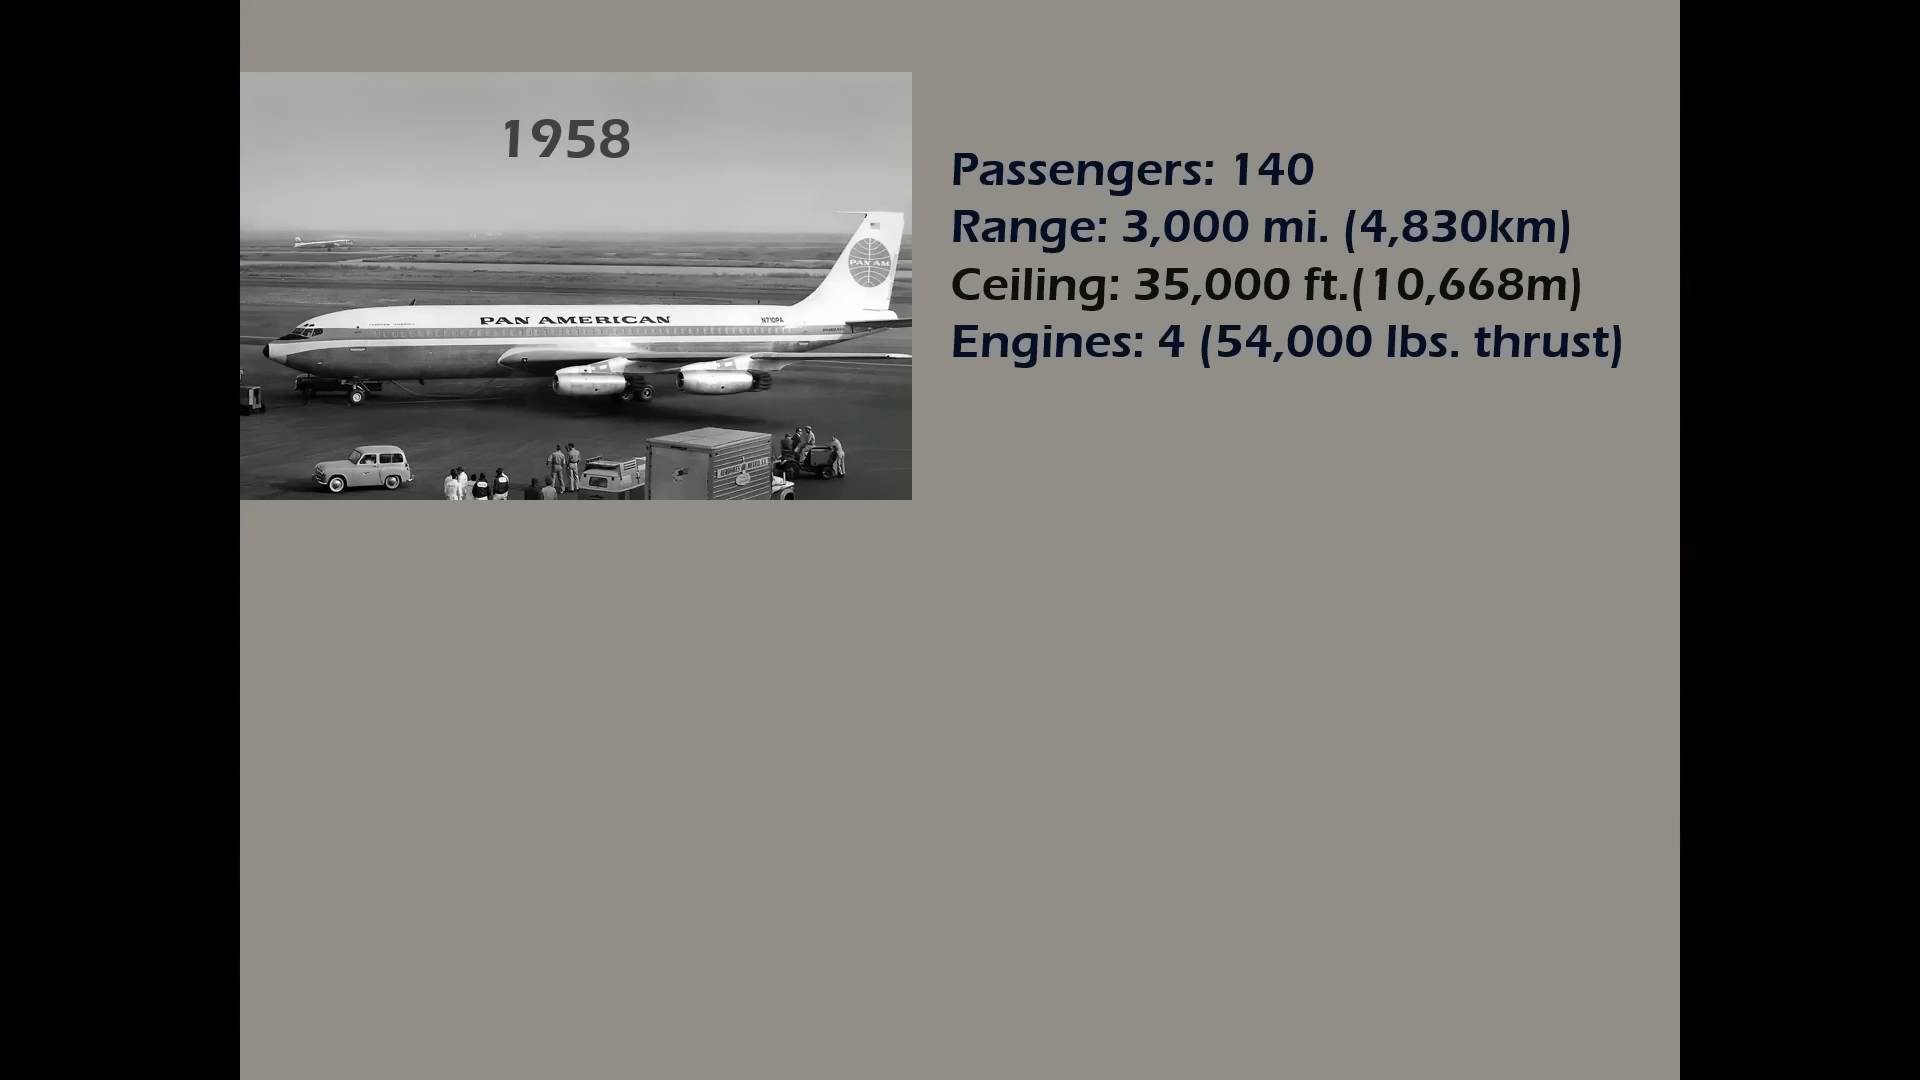 1958
Passengers: 140
Range: 3,000 mi. (4,830km)
Ceiling: 35,000 ft.(10,668m)
Engines: 4 (54,000 lbs. thrust)
PAN AM
PAN AMERICAN
N710PA